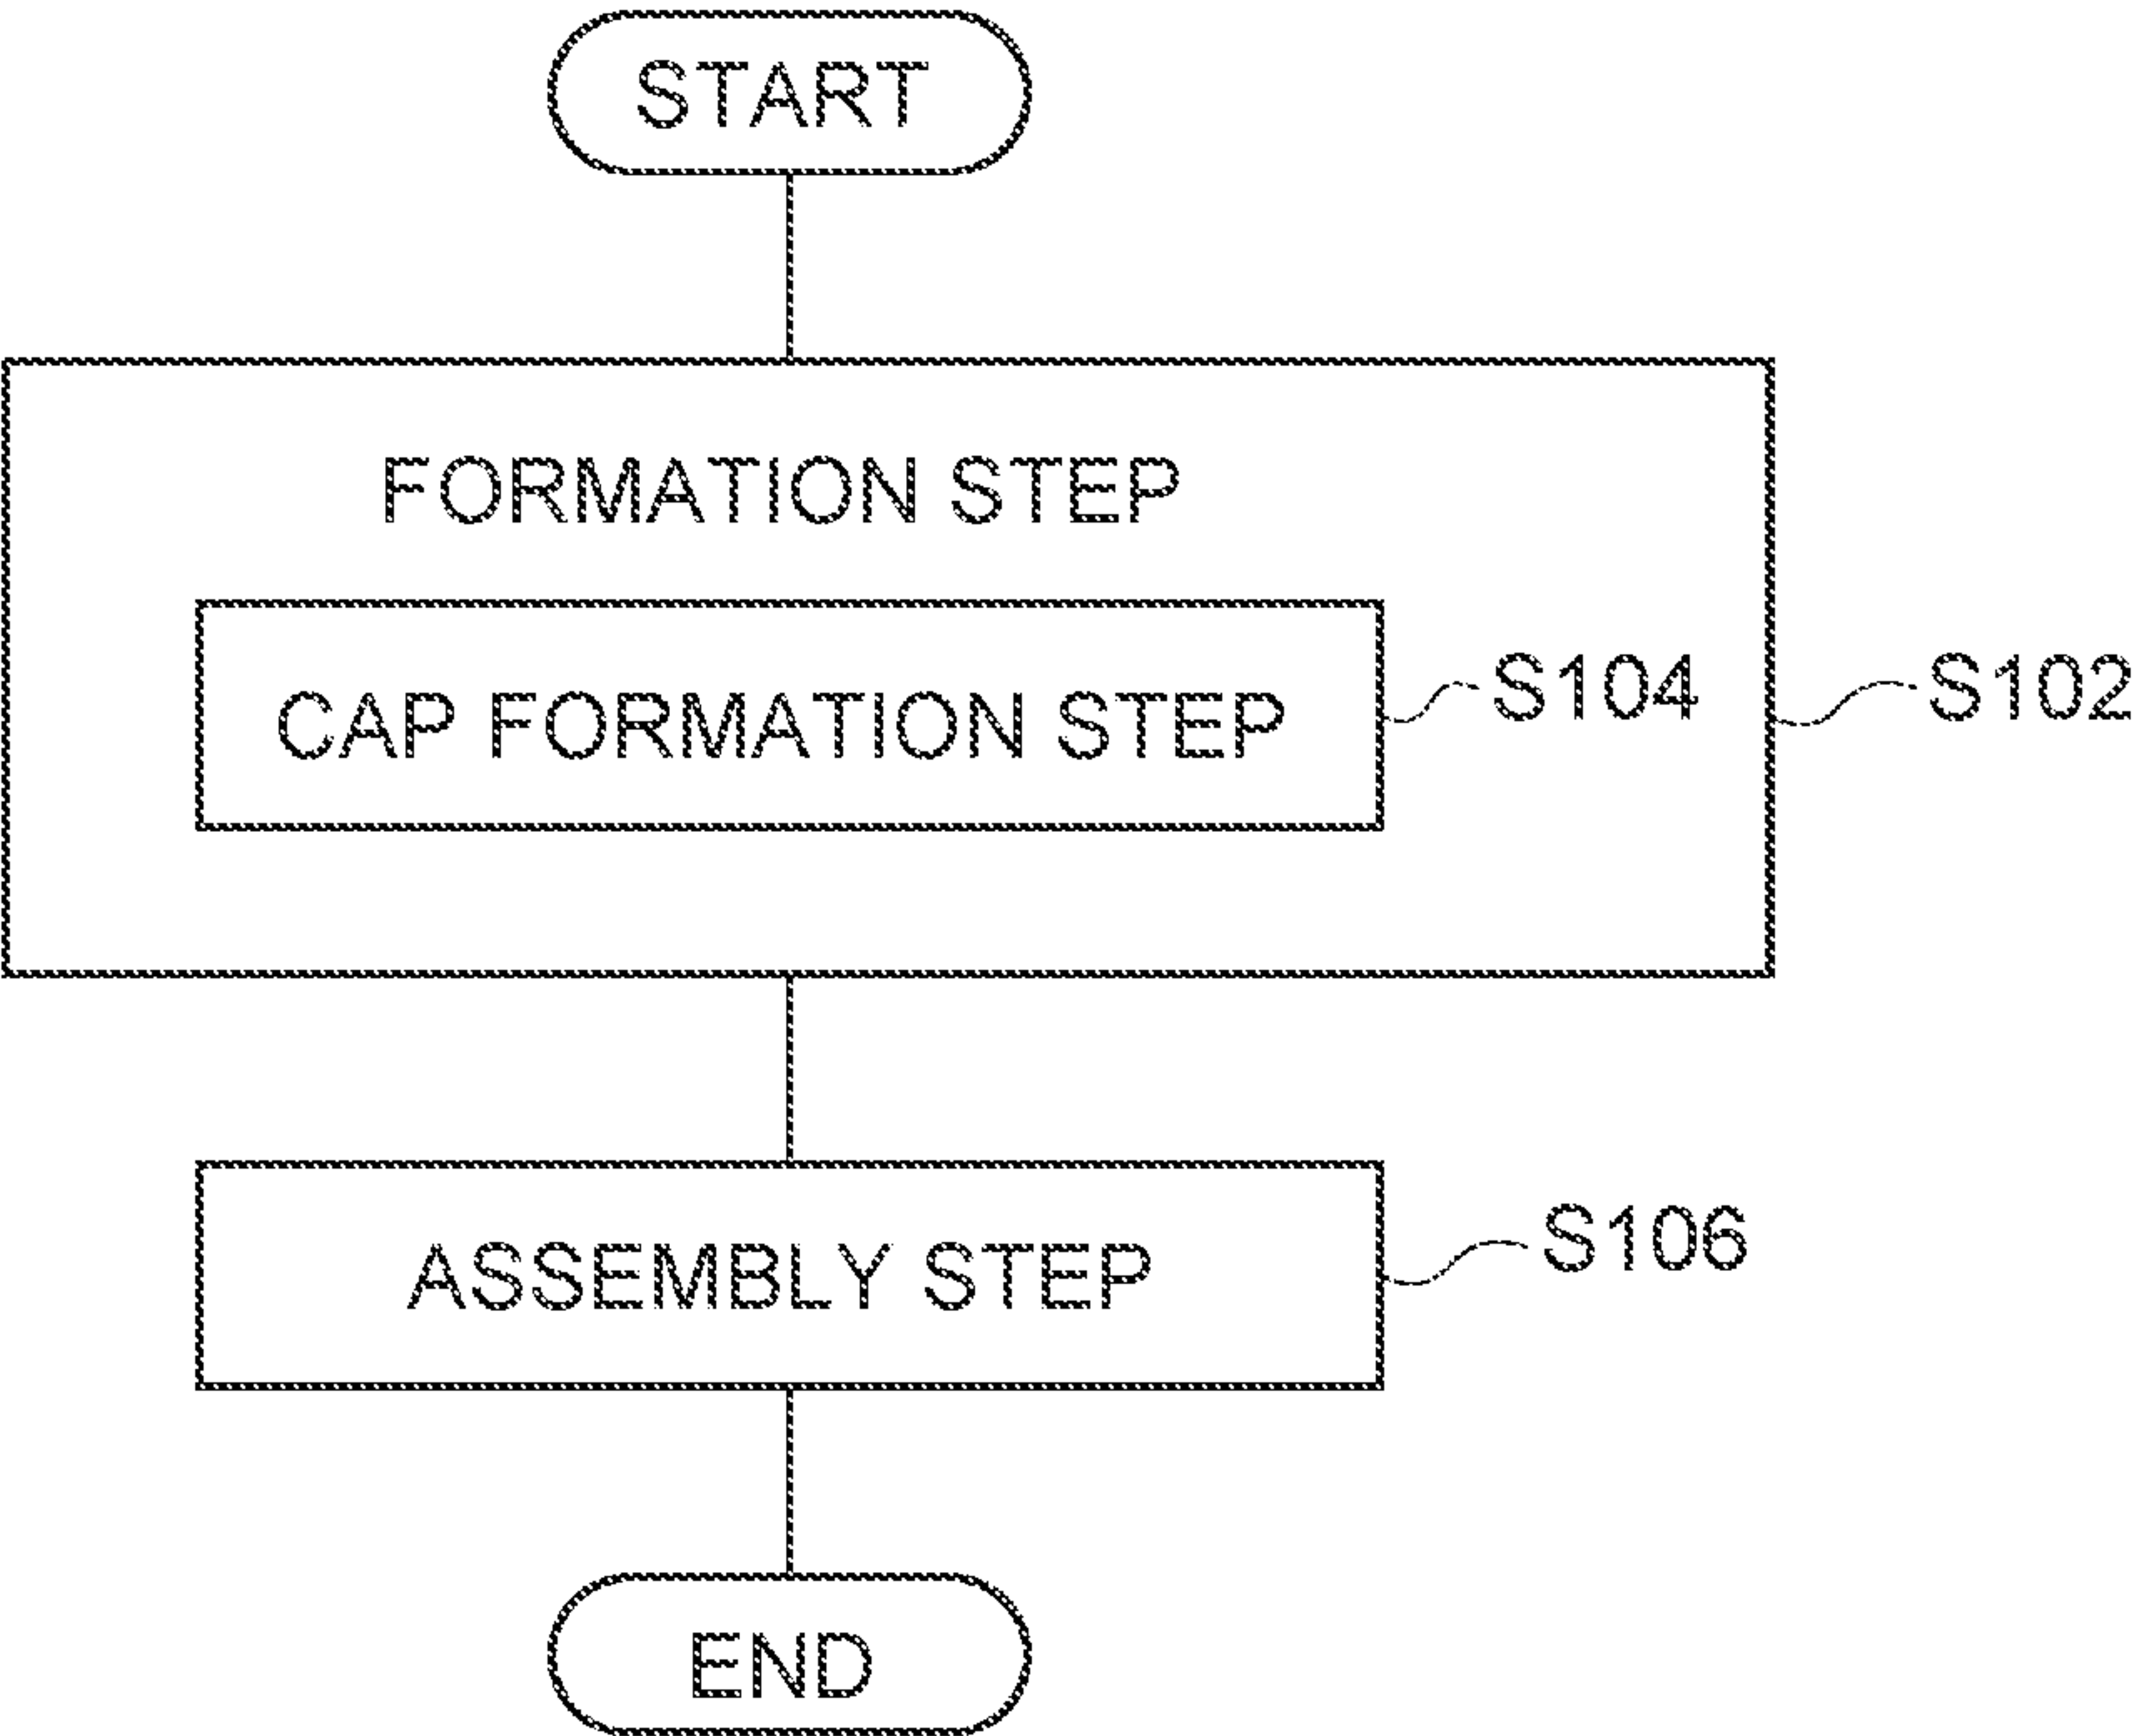 START
FORMATION STEP
CAP FORMATION STEP
S104
S102
ASSEMBLY STEP
S106
END